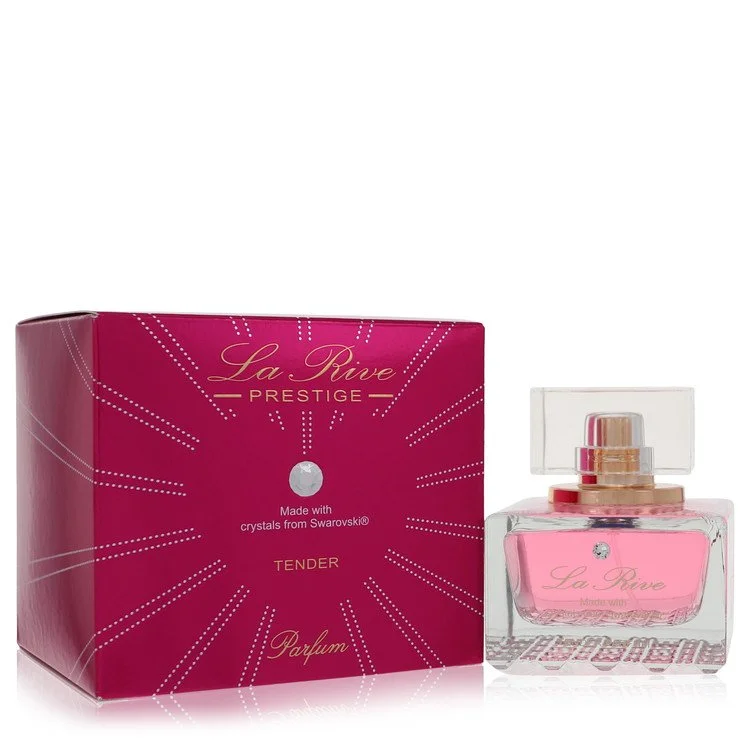 La Rive
PRESTIGE
Made with
crystals from Swarovski®
TENDER
Parfum
La Rive
Made with